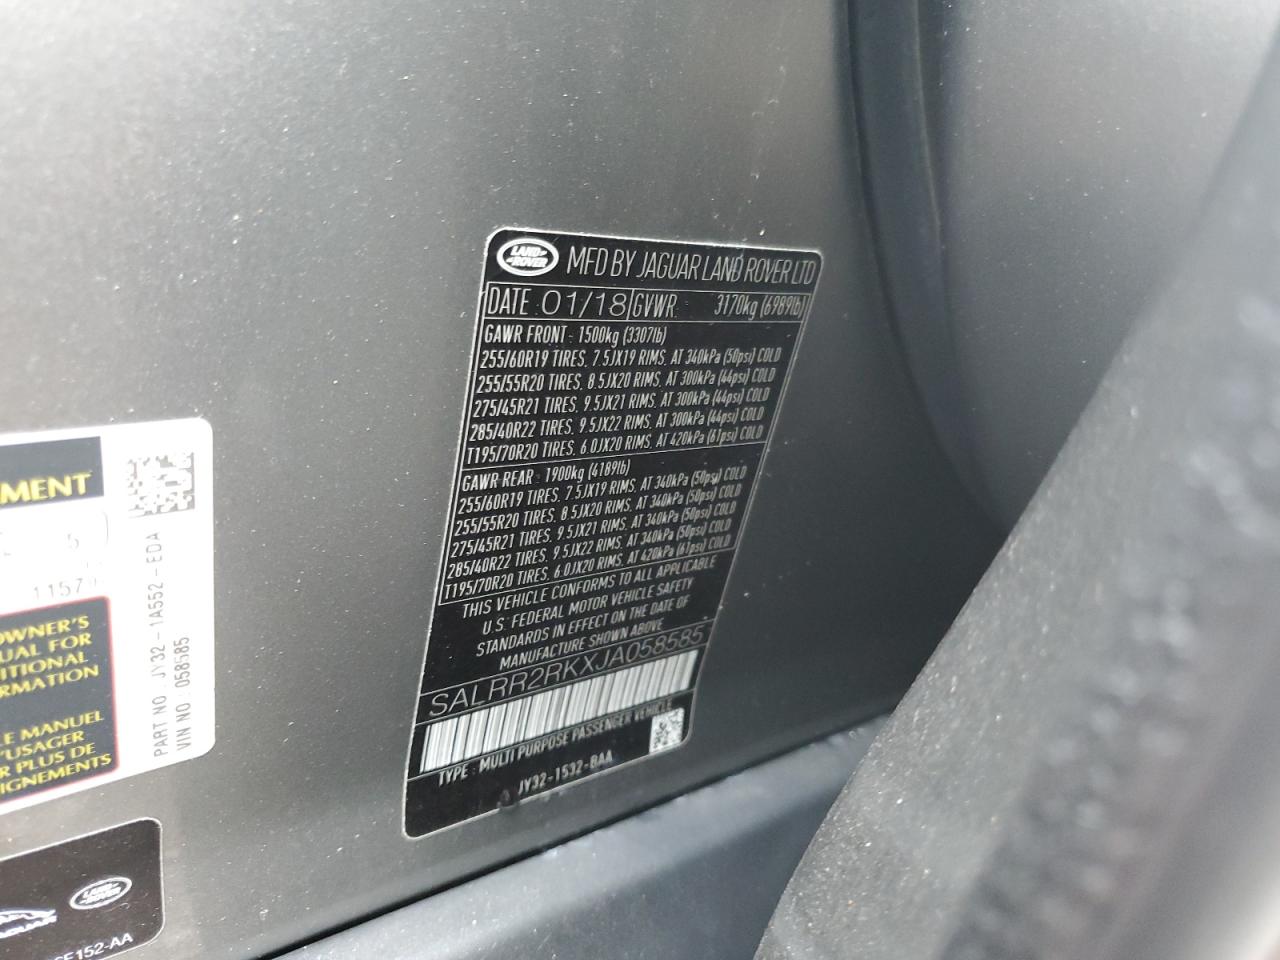 LAND ROVER MFD BY JAGUAR LAND ROVER LTD
DATE 01/18 GVWR 3170kg (6989lb)
GAWR FRONT 1500kg (3307lb)
255/60R19 TIRES, 7.5JX19 RIMS, AT 340kPa (50psi) COLD
255/55R20 TIRES, 8.5JX20 RIMS, AT 300kPa (44psi) COLD
275/45R21 TIRES, 9.5JX21 RIMS, AT 300kPa (44psi) COLD
285/40R22 TIRES, 9.5JX22 RIMS, AT 300kPa (44psi) COLD
T195/70R20 TIRES, 6.0JX20 RIMS, AT 420kPa (61psi) COLD
GAWR REAR 1900kg (4189lb)
255/60R19 TIRES, 7.5JX19 RIMS, AT 340kPa (50psi) COLD
255/55R20 TIRES, 8.5JX20 RIMS, AT 340kPa (50psi) COLD
275/45R21 TIRES, 9.5JX21 RIMS, AT 340kPa (50psi) COLD
285/40R22 TIRES, 9.5JX22 RIMS, AT 340kPa (50psi) COLD
T195/70R20 TIRES, 6.0JX20 RIMS, AT 420kPa (61psi) COLD
THIS VEHICLE CONFORMS TO ALL APPLICABLE
U.S. FEDERAL MOTOR VEHICLE SAFETY
STANDARDS IN EFFECT ON THE DATE OF
MANUFACTURE SHOWN ABOVE
SALRR2RKXJA058585
TYPE : MULTI PURPOSE PASSENGER VEHICLE
JY32-1532-BAA
MENT
5
1157
OWNER'S
UAL FOR
ITIONAL
RMATION
LE MANUEL
'USAGER
R PLUS DE
IGNEMENTS
PART NO. JY32-1A552-EDA
VIN NO. 058585
JAGUAR LAND ROVER
CE152-AA